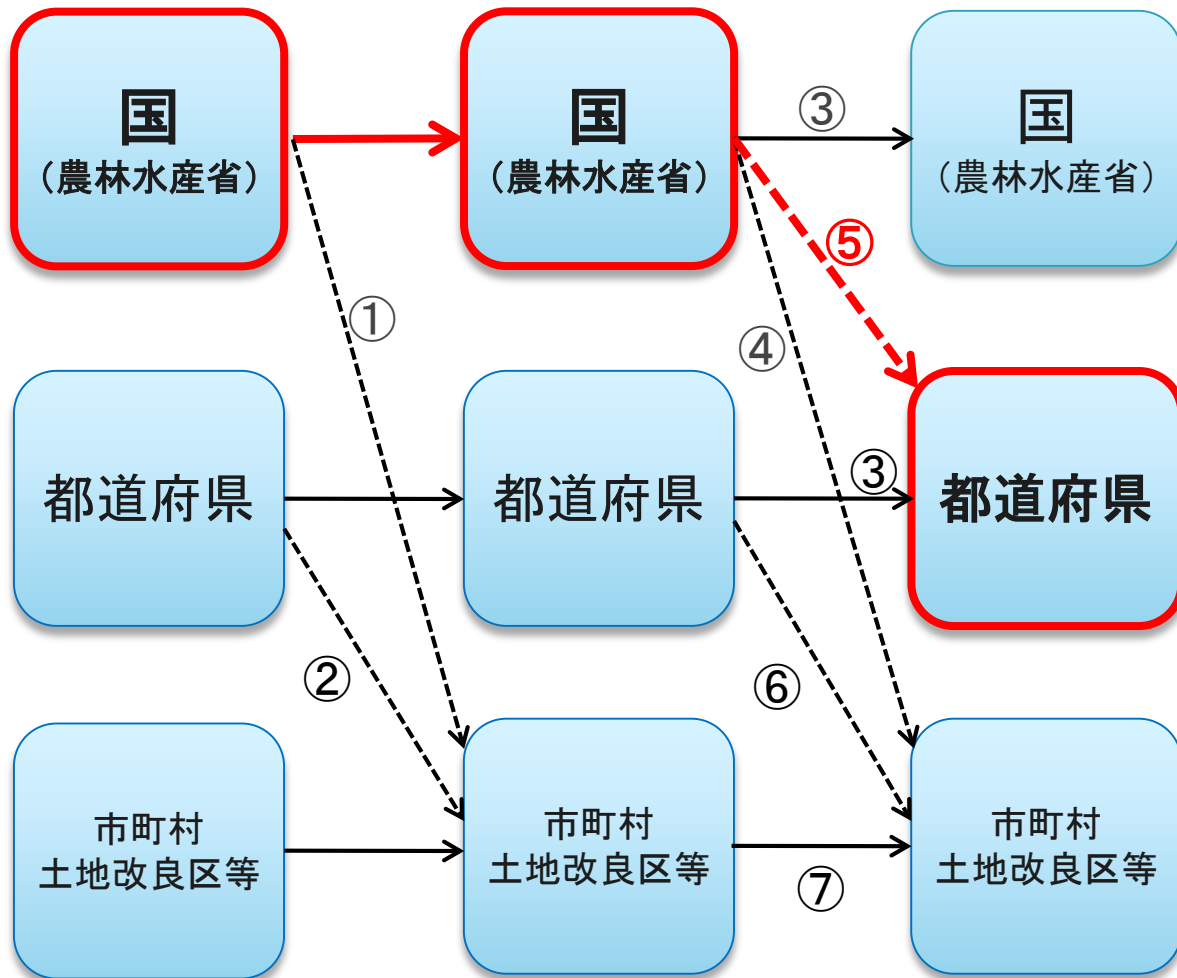 国
（農林水産省）
国
（農林水産省）
③
国
（農林水産省）
⑤
①
④
都道府県
都道府県
③
都道府県
②
⑥
市町村
土地改良区等
市町村
土地改良区等
⑦
市町村
土地改良区等